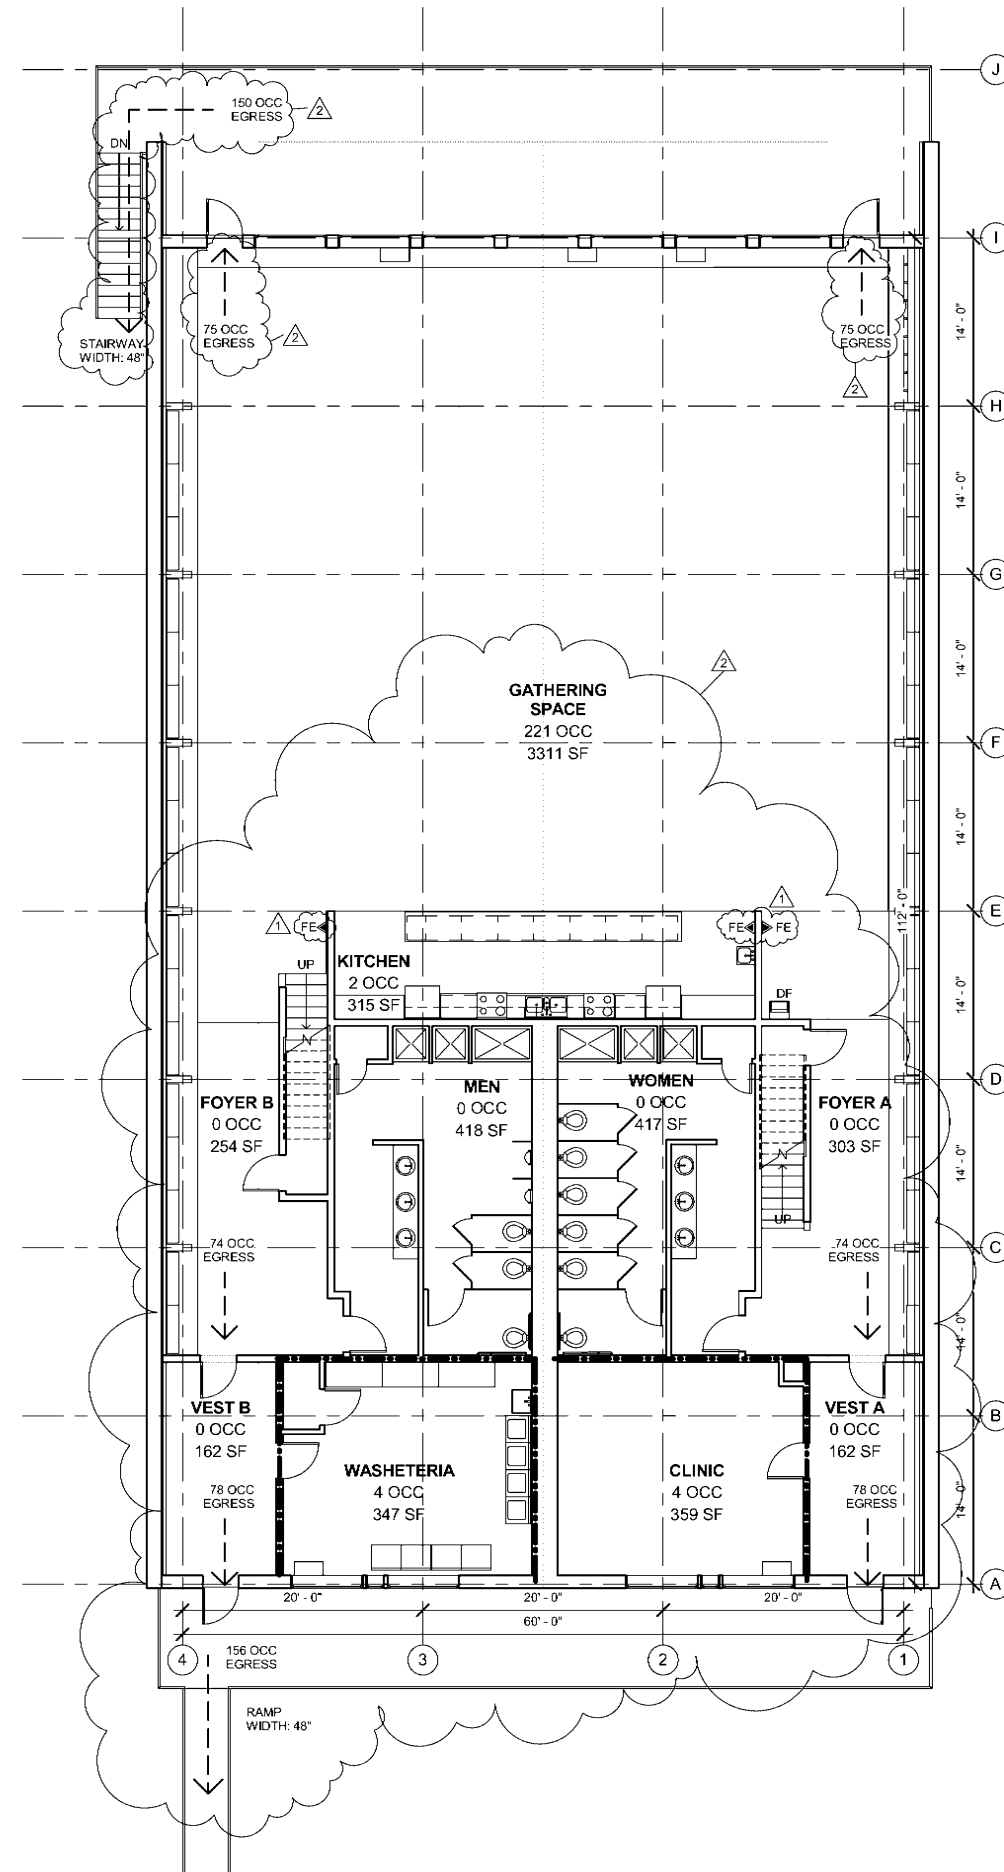 J
150 OCC
EGRESS
2
DN
I
75 OCC
EGRESS
2
75 OCC
EGRESS
2
STAIRWAY
WIDTH: 48"
14' - 0"
H
14' - 0"
G
14' - 0"
2
GATHERING
SPACE
221 OCC
3311 SF
F
14' - 0"
112' - 0"
E
1
FE
1
FE
FE
UP
KITCHEN
2 OCC
315 SF
DF
14' - 0"
D
FOYER B
0 OCC
254 SF
MEN
0 OCC
418 SF
WOMEN
0 OCC
417 SF
FOYER A
0 OCC
303 SF
14' - 0"
UP
74 OCC
EGRESS
74 OCC
EGRESS
C
14' - 0"
VEST B
0 OCC
162 SF
VEST A
0 OCC
162 SF
B
WASHETERIA
4 OCC
347 SF
CLINIC
4 OCC
359 SF
78 OCC
EGRESS
78 OCC
EGRESS
14' - 0"
A
20' - 0"
20' - 0"
20' - 0"
60' - 0"
4
3
2
1
156 OCC
EGRESS
RAMP
WIDTH: 48"